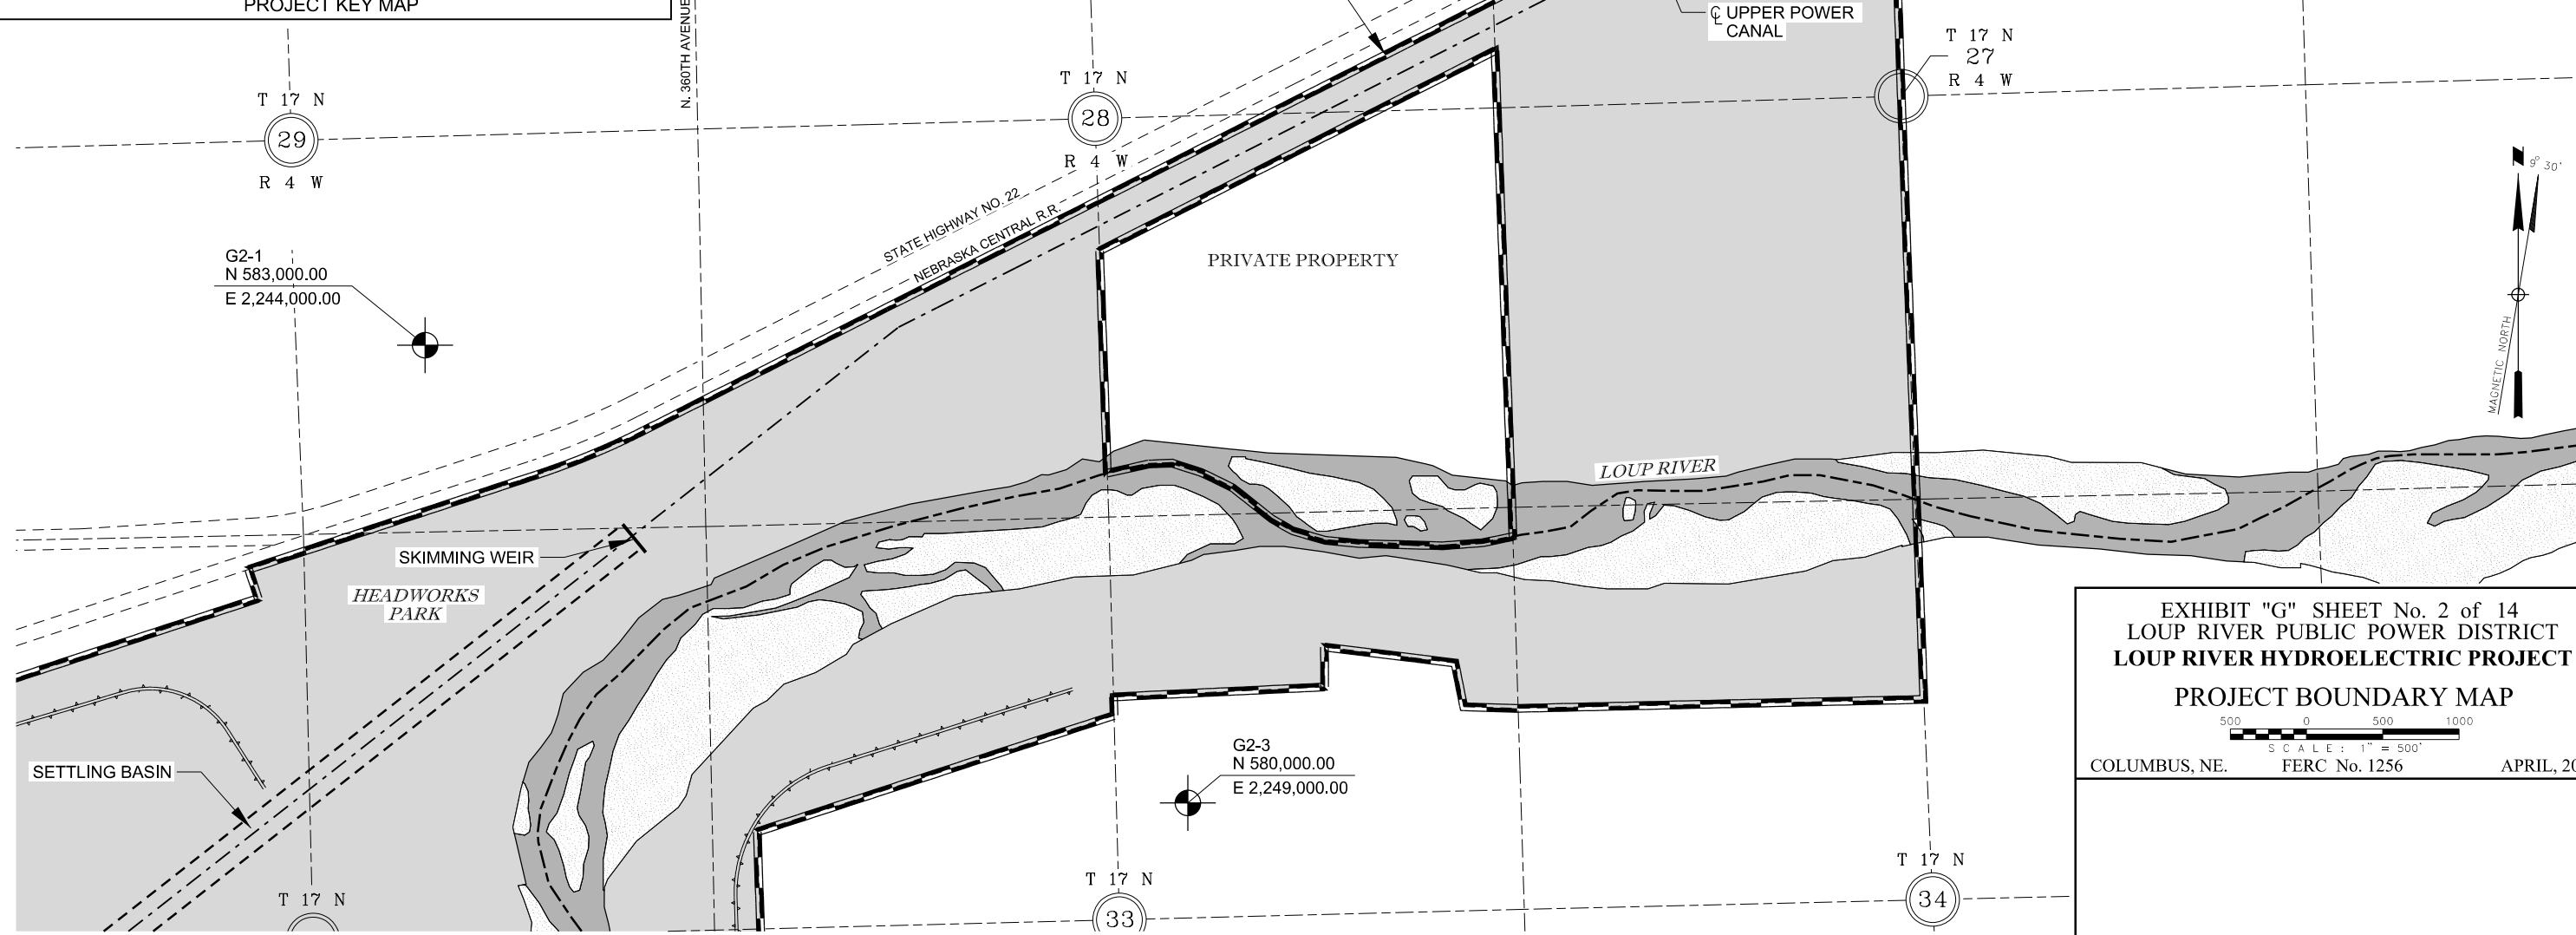 PROJECT KEY MAP
N. 360TH AVENUE
℄ UPPER POWER
CANAL
T 17 N
27
R 4 W
T 17 N
28
R 4 W
T 17 N
29
R 4 W
9° 30'
MAGNETIC NORTH
STATE HIGHWAY NO. 22
NEBRASKA CENTRAL R.R.
PRIVATE PROPERTY
G2-1
N 583,000.00
E 2,244,000.00
LOUP RIVER
SKIMMING WEIR
HEADWORKS
PARK
SETTLING BASIN
G2-3
N 580,000.00
E 2,249,000.00
T 17 N
T 17 N
33
T 17 N
34
EXHIBIT "G" SHEET No. 2 of 14
LOUP RIVER PUBLIC POWER DISTRICT
LOUP RIVER HYDROELECTRIC PROJECT
PROJECT BOUNDARY MAP
500 0 500 1000
SCALE: 1" = 500'
COLUMBUS, NE. FERC No. 1256 APRIL,